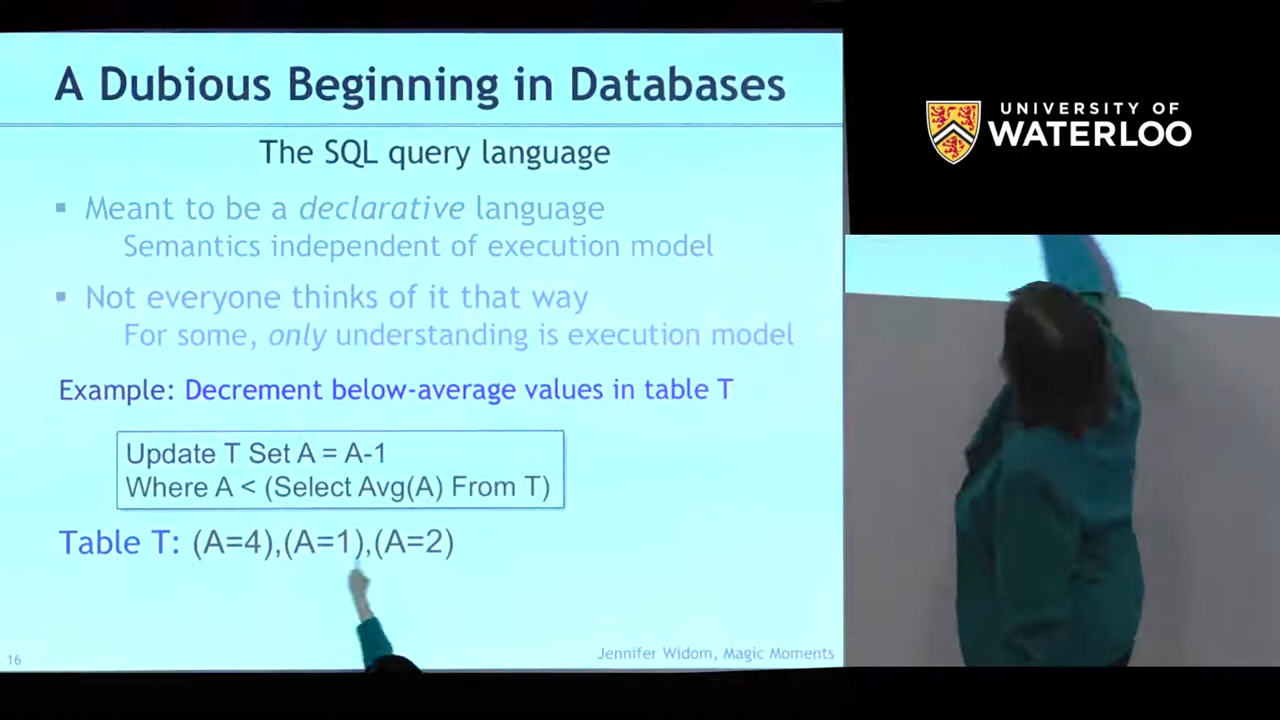 A Dubious Beginning in Databases
The SQL query language
▪ Meant to be a declarative language
Semantics independent of execution model
▪ Not everyone thinks of it that way
For some, only understanding is execution model
Example: Decrement below-average values in table T
Update T Set A = A-1
Where A < (Select Avg(A) From T)
Table T: (A=4),(A=1),(A=2)
16
Jennifer Widom, Magic Moments
UNIVERSITY OF
WATERLOO